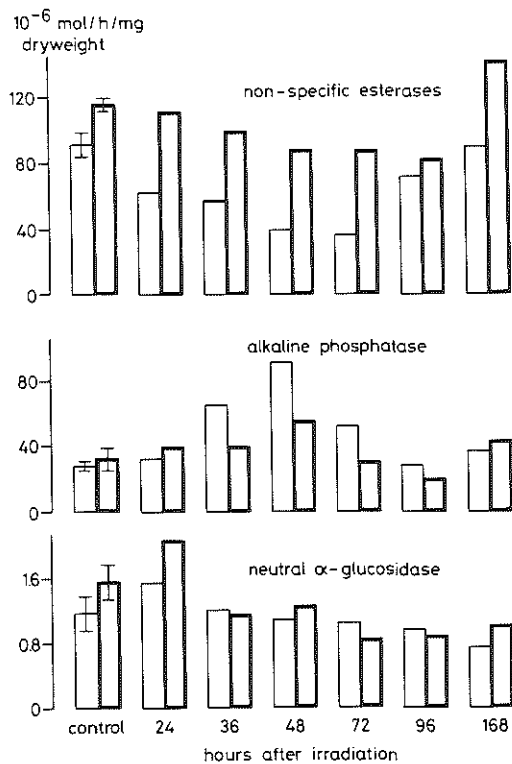 10⁻⁶ mol/h/mg
dryweight
non-specific esterases
120
80
40
0
alkaline phosphatase
80
40
0
neutral α-glucosidase
1.6
0.8
0
control 24 36 48 72 96 168
hours after irradiation